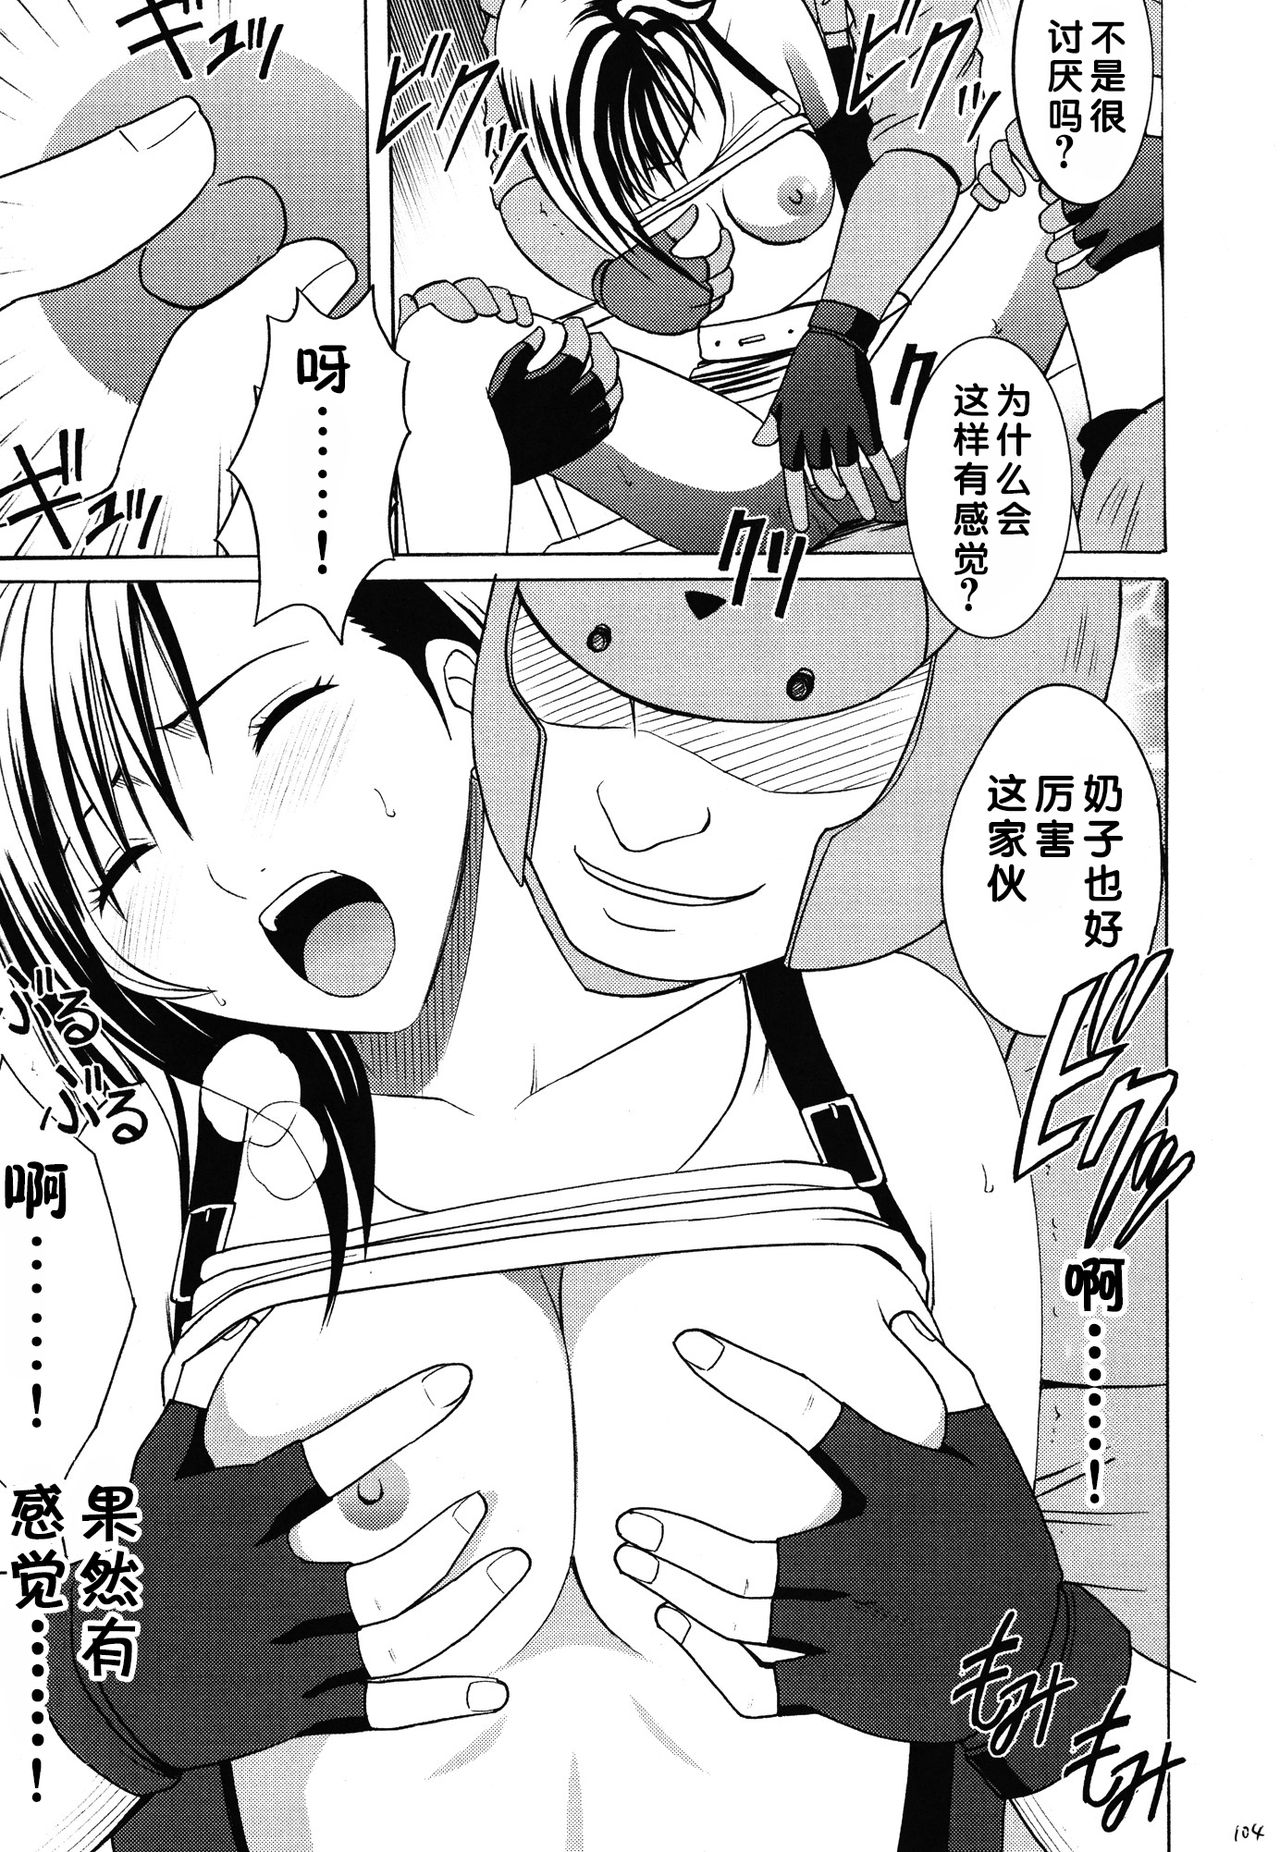 不是很
讨厌吗？
ビク
ビクッ
为什么会
这样有感觉？
クリッ
ギュッ
ギュッ
呀……！
奶子也好
厉害
这家伙
ビクッ
啊……！
ぶるぶる
啊……！
果然有
感觉……！
もみ
もみ
104